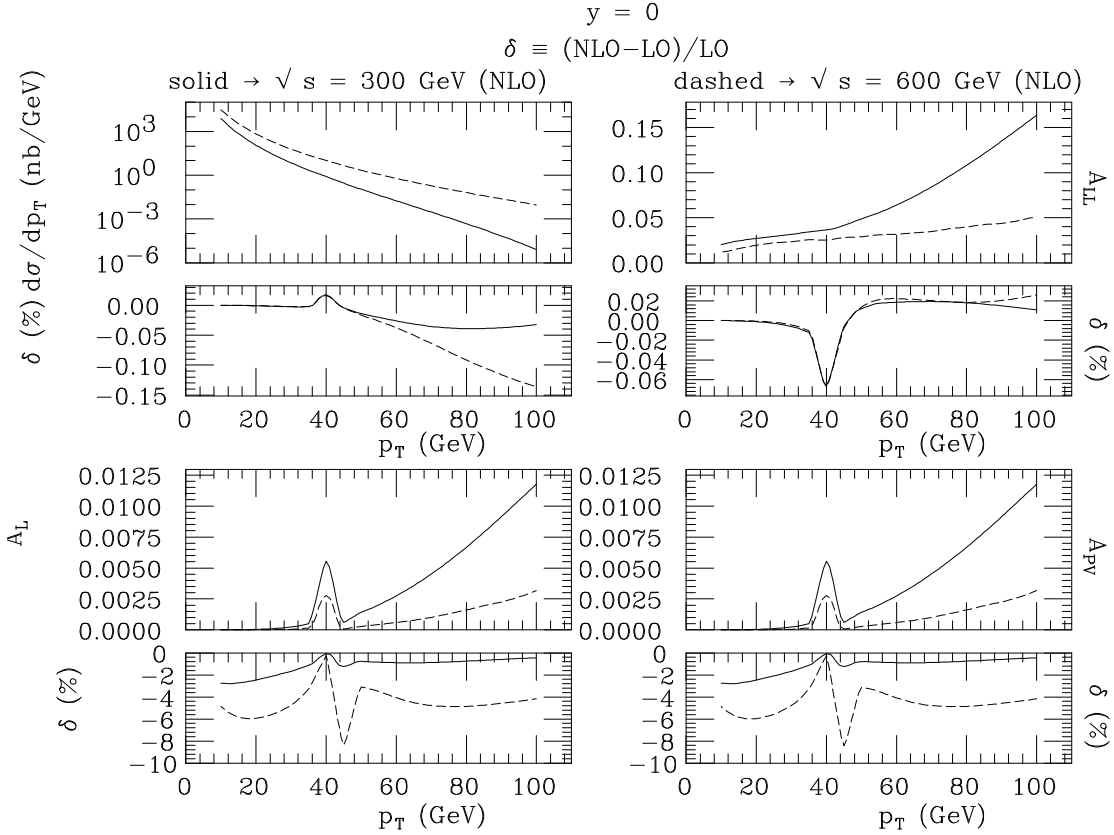 y = 0
δ ≡ (NLO−LO)/LO
solid → √ s = 300 GeV (NLO)
dashed → √ s = 600 GeV (NLO)
dσ/dp_T (nb/GeV)
10^3
10^0
10^−3
10^−6
δ (%)
0.00
−0.05
−0.10
−0.15
0 20 40 60 80 100
p_T (GeV)
0.15
0.10
0.05
0.00
A_LL
0.02
0.00
−0.02
−0.04
−0.06
δ (%)
0 20 40 60 80 100
p_T (GeV)
A_L
0.0125
0.0100
0.0075
0.0050
0.0025
0.0000
δ (%)
0
−2
−4
−6
−8
−10
0 20 40 60 80 100
p_T (GeV)
0.0125
0.0100
0.0075
0.0050
0.0025
0.0000
A_PV
0
−2
−4
−6
−8
−10
δ (%)
0 20 40 60 80 100
p_T (GeV)